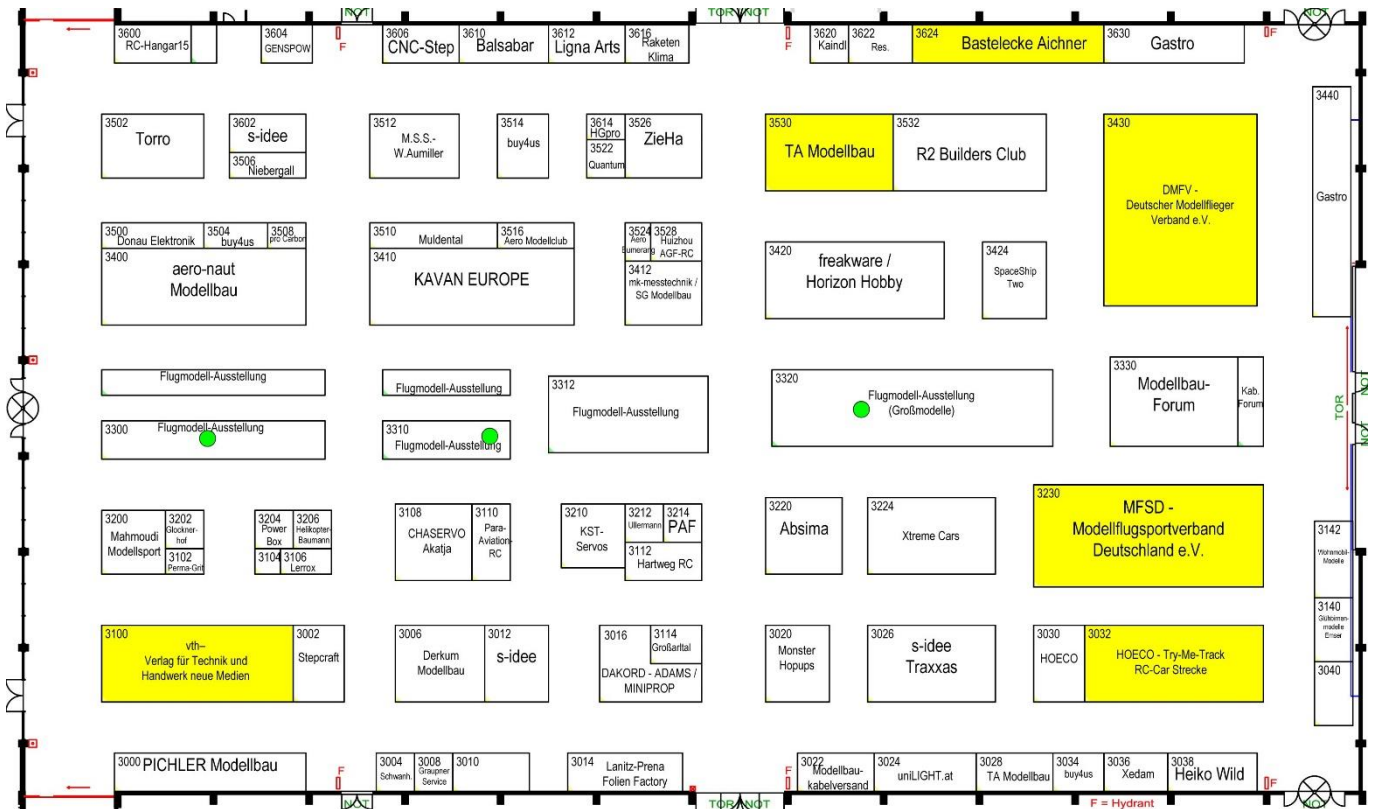 NOT
TOR
NOT
NOT
3600
RC-Hangar15
3604
GENSPOW
F
3606
CNC-Step
3610
Balsabar
3612
Ligna Arts
3616
Raketen
Klima
F
3620
Kaindl
3622
Res.
3624
Bastelecke Aichner
3630
Gastro
F
3440
Gastro
3502
Torro
3602
s-idee
3506
Niebergall
3512
M.S.S.-
W.Aumiller
3514
buy4us
3614
HGpro
3522
Quantum
3526
ZieHa
3530
TA Modellbau
3532
R2 Builders Club
3430
DMFV -
Deutscher Modellflieger
Verband e.V.
3500
Donau Elektronik
3504
buy4us
3508
pro Carbon
3400
aero-naut
Modellbau
3510
Muldental
3516
Aero Modellclub
3410
KAVAN EUROPE
3524
Aero
Bumerang
3528
Huizhou
AGF-RC
3412
mk-messtechnik /
SG Modellbau
3420
freakware /
Horizon Hobby
3424
SpaceShip
Two
Flugmodell-Ausstellung
Flugmodell-Ausstellung
3312
Flugmodell-Ausstellung
3320
Flugmodell-Ausstellung
(Großmodelle)
3330
Modellbau-
Forum
Kab.
Forum
NOT
TOR
NOT
3300
Flugmodell-Ausstellung
3310
Flugmodell-Ausstellung
3200
Mahmoudi
Modellsport
3202
Glockner-
hof
3102
Perma-Grit
3204
Power
Box
3206
Helikopter-
Baumann
3104
3106
Lerrox
3108
CHASERVO
Akatja
3110
Para-
Aviation-
RC
3210
KST-
Servos
3212
Ullermann
3214
PAF
3112
Hartweg RC
3220
Absima
3224
Xtreme Cars
3230
MFSD -
Modellflugsportverband
Deutschland e.V.
3142
Wohnmobil-
Modelle
3140
Glühzünder-
modelle
Emser
3040
3100
vth–
Verlag für Technik und
Handwerk neue Medien
3002
Stepcraft
3006
Derkum
Modellbau
3012
s-idee
3016
DAKORD - ADAMS /
MINIPROP
3114
Großarltal
3020
Monster
Hopups
3026
s-idee
Traxxas
3030
HOECO
3032
HOECO - Try-Me-Track
RC-Car Strecke
3000
PICHLER Modellbau
F
3004
Schwanh.
3008
Graupner
Service
3010
3014
Lanitz-Prena
Folien Factory
F
3022
Modellbau-
kabelversand
3024
uniLIGHT.at
3028
TA Modellbau
3034
buy4us
3036
Xedam
3038
Heiko Wild
F
NOT
TOR
NOT
F = Hydrant
NOT